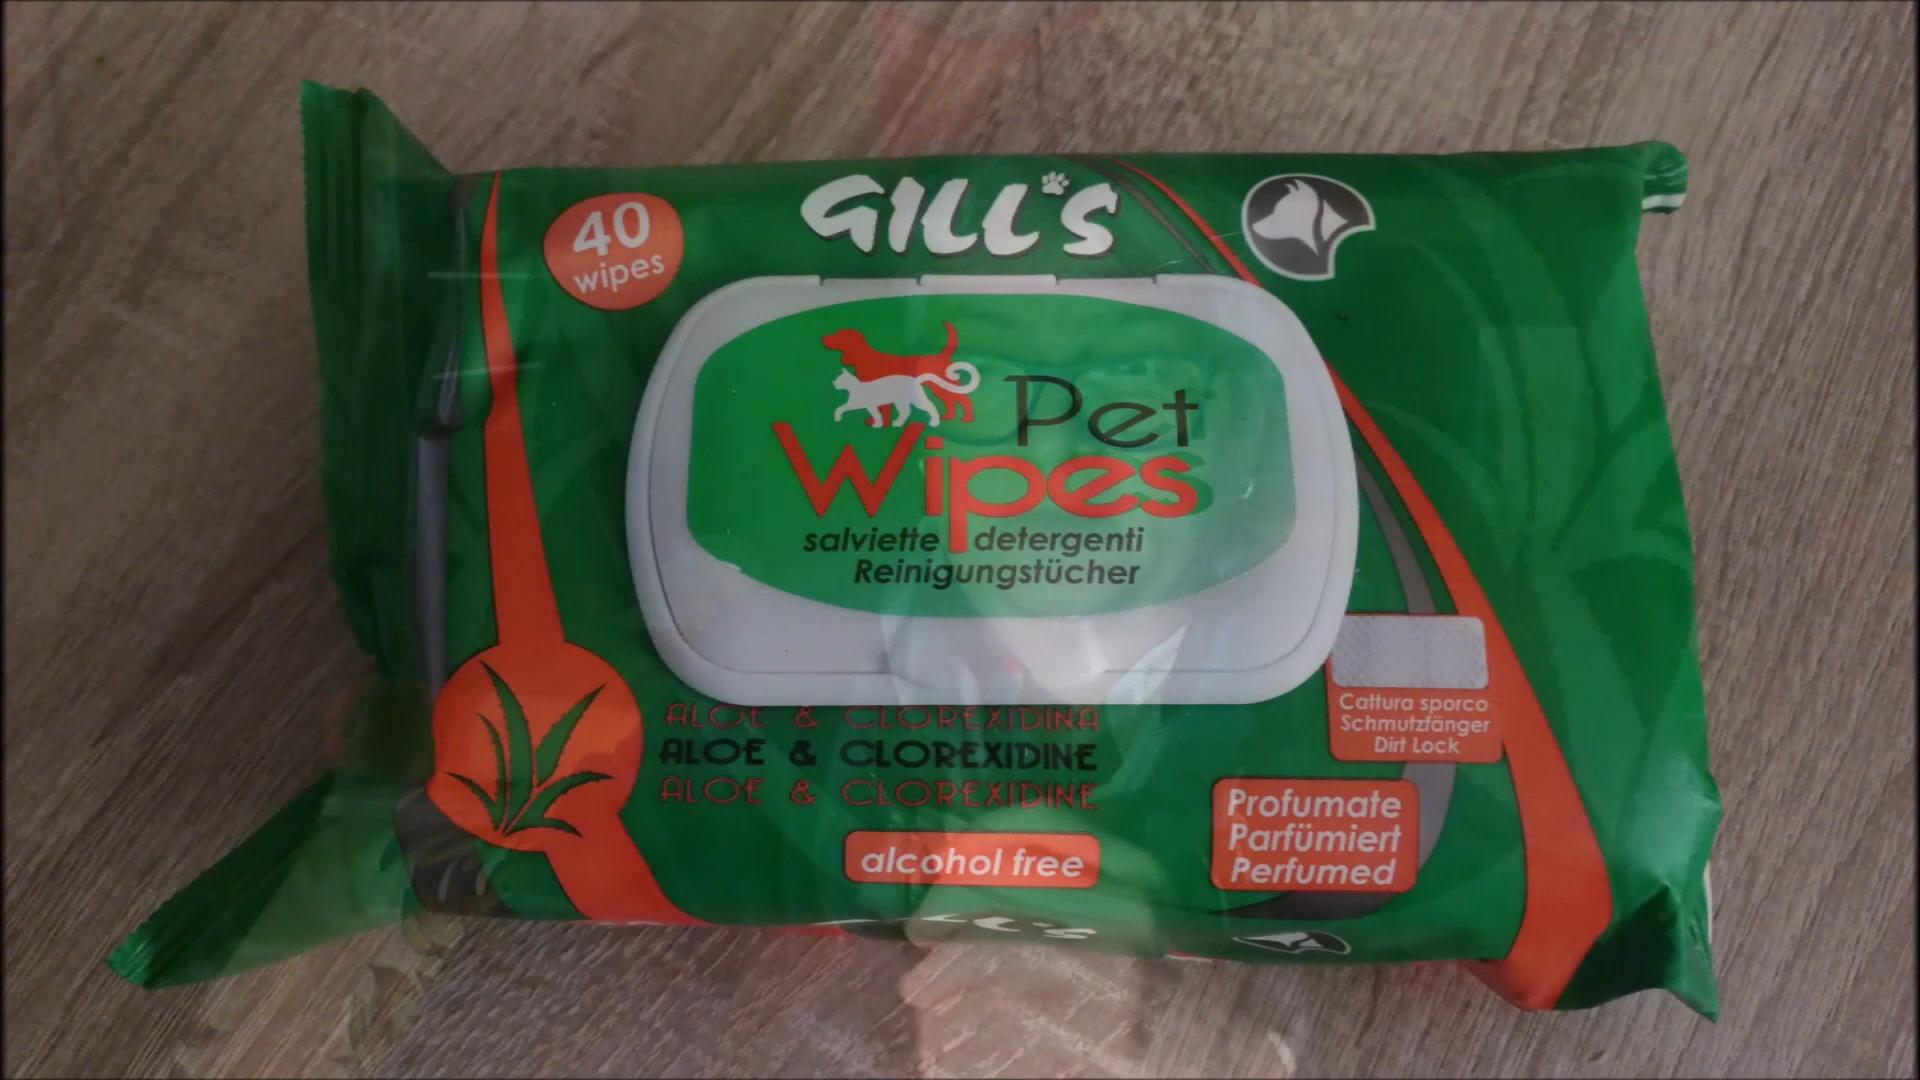 40
wipes
GILL'S
Pet
Wipes
salviette detergenti
Reinigungstücher
ALOE & CLOREXIDINA
ALOE & CLOREXIDINE
ALOE & CLOREXIDINE
alcohol free
Cattura sporco
Schmutzfänger
Dirt Lock
Profumate
Parfümiert
Perfumed